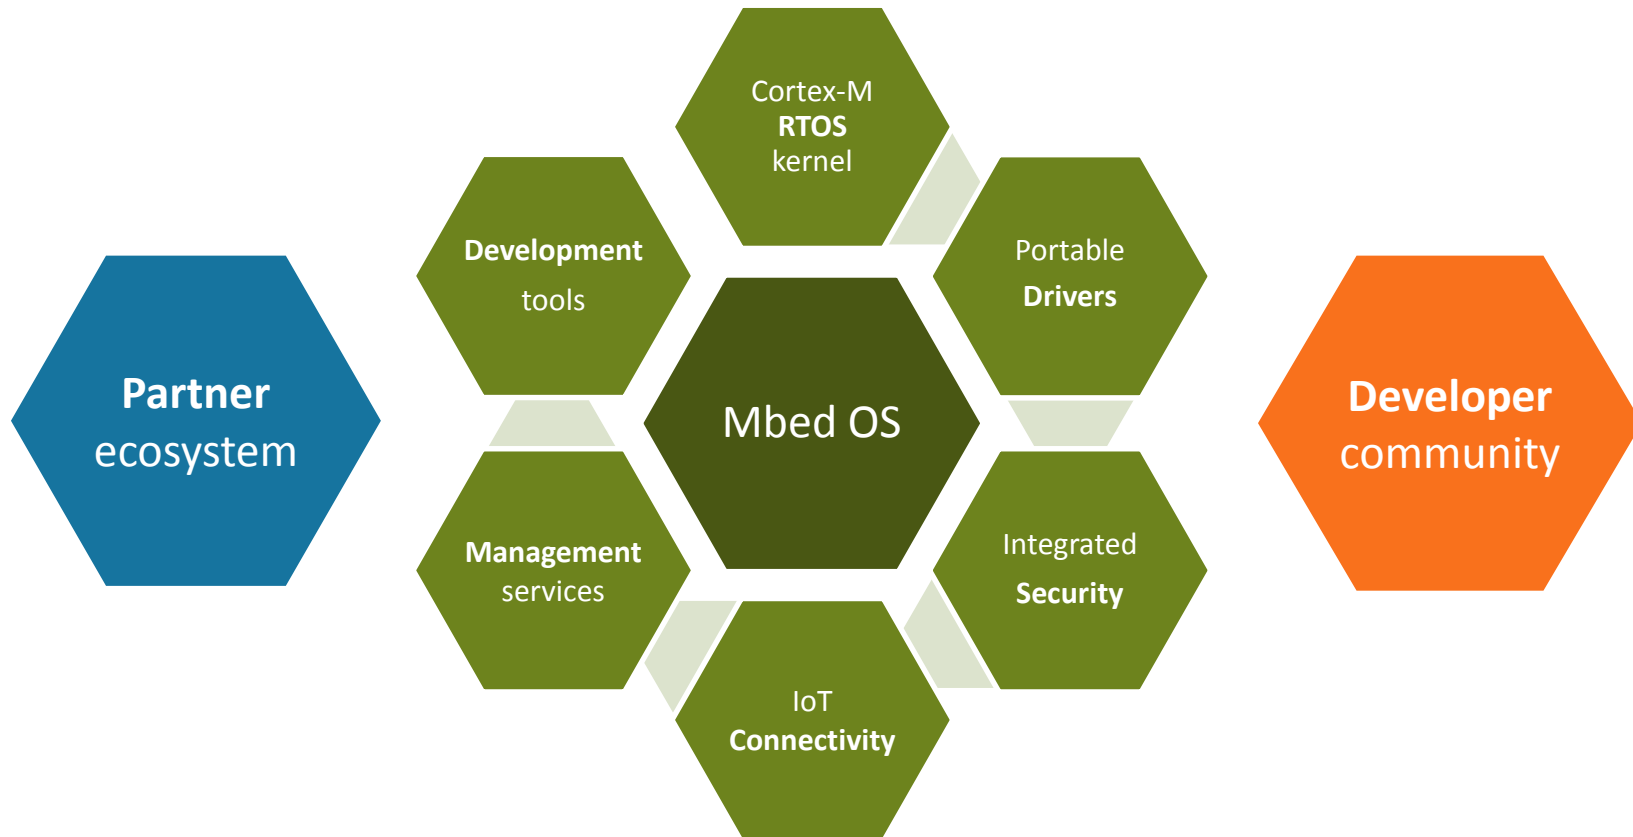 Cortex-M
RTOS
kernel
Development
tools
Portable
Drivers
Partner
ecosystem
Mbed OS
Developer
community
Management
services
Integrated
Security
IoT
Connectivity